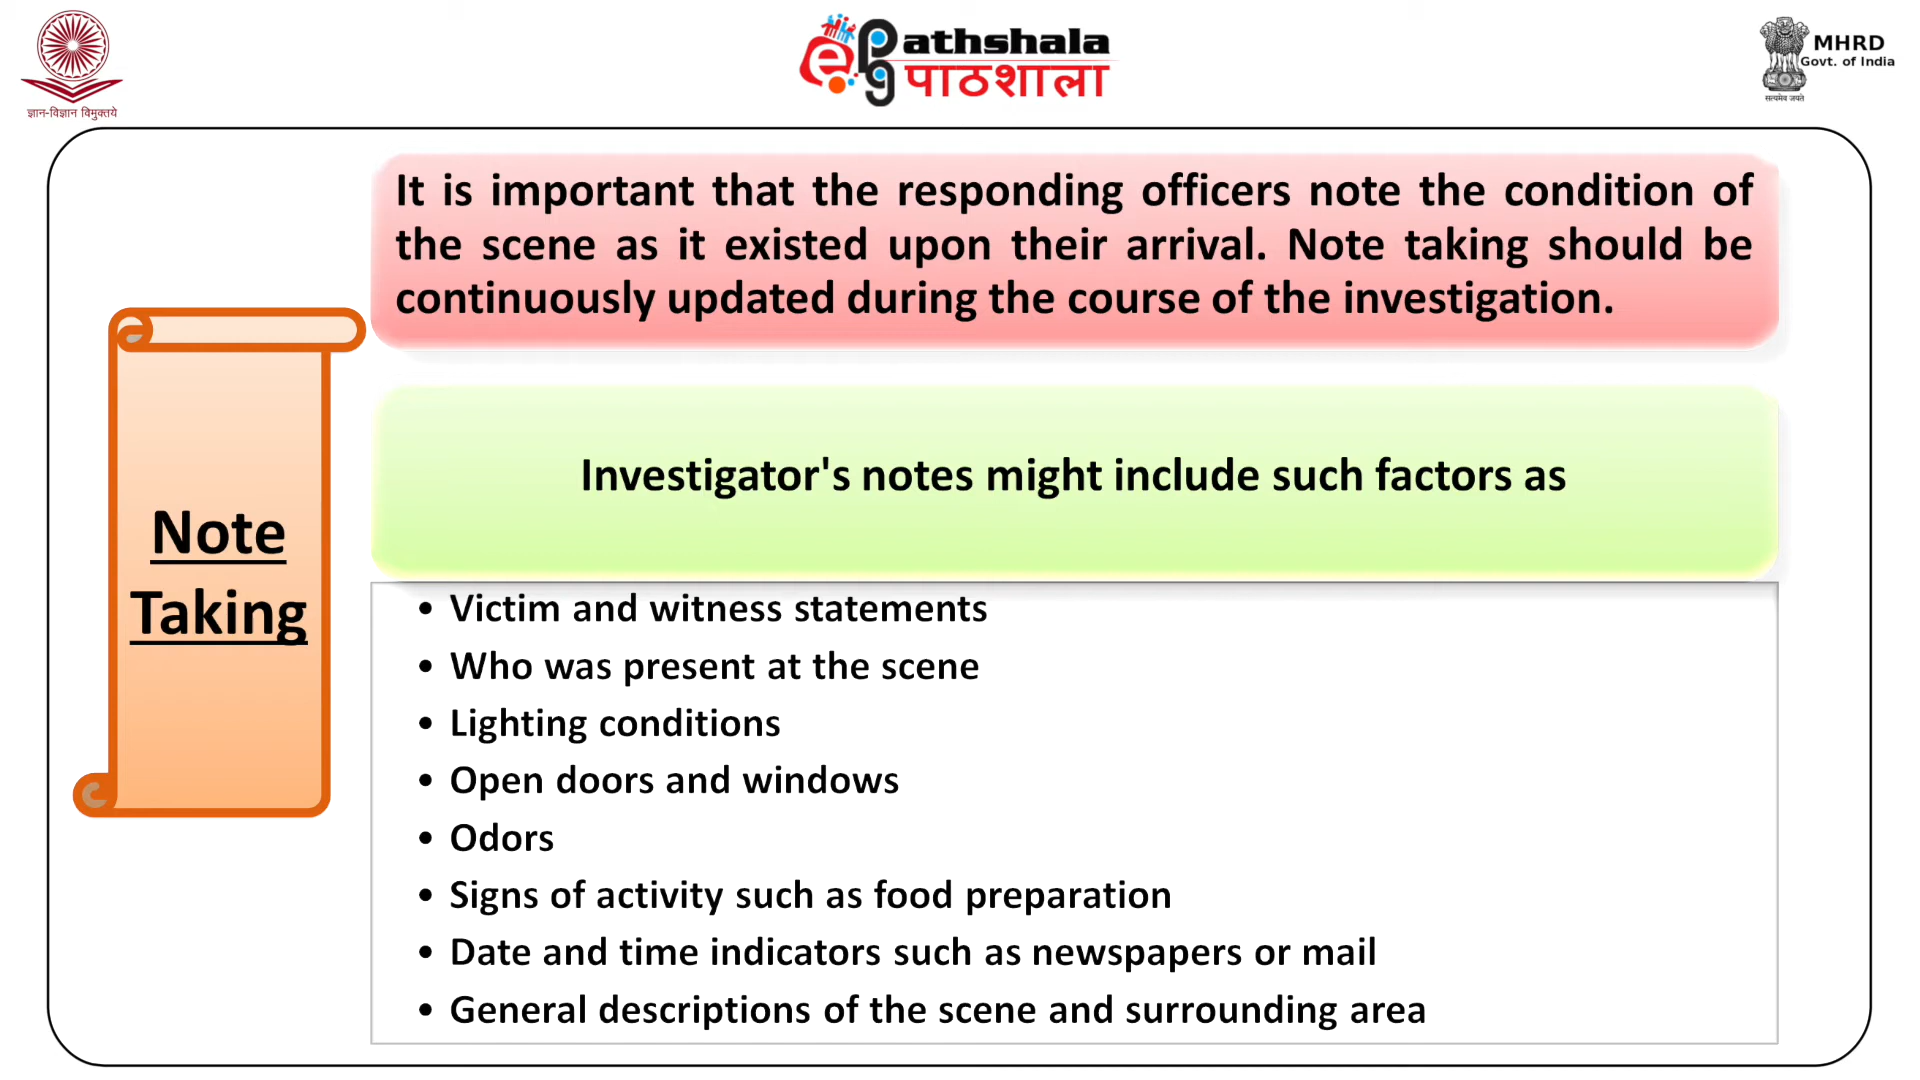 ज्ञान-विज्ञान विमुक्तये
ePG athshala
पाठशाला
MHRD
Govt. of India
सत्यमेव जयते
It is important that the responding officers note the condition of
the scene as it existed upon their arrival. Note taking should be
continuously updated during the course of the investigation.
Note
Taking
Investigator's notes might include such factors as
• Victim and witness statements
• Who was present at the scene
• Lighting conditions
• Open doors and windows
• Odors
• Signs of activity such as food preparation
• Date and time indicators such as newspapers or mail
• General descriptions of the scene and surrounding area